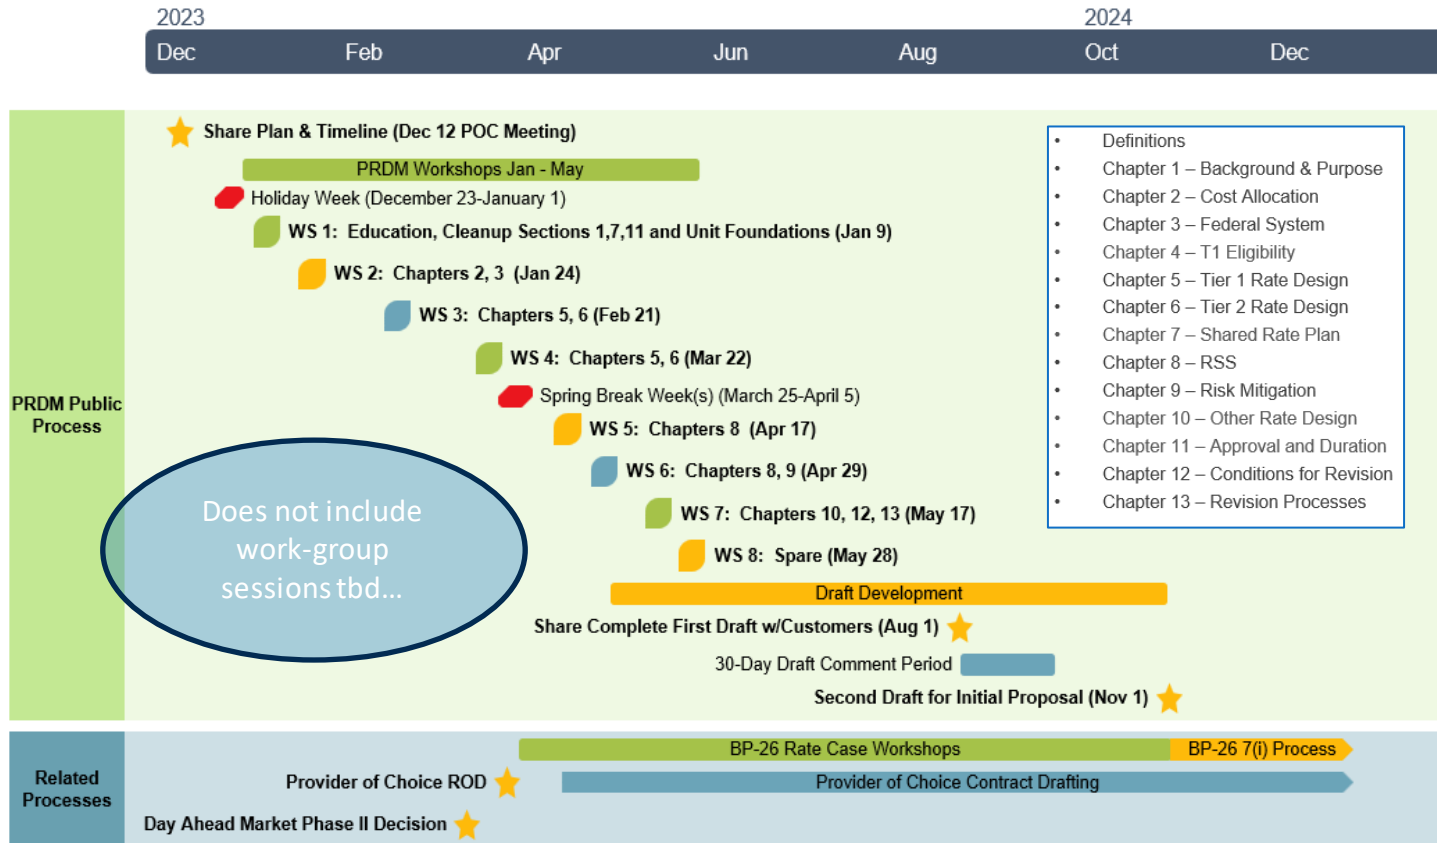 2023
2024
Dec Feb Apr Jun Aug Oct Dec
PRDM Public
Process
Share Plan & Timeline (Dec 12 POC Meeting)
PRDM Workshops Jan - May
Holiday Week (December 23-January 1)
WS 1: Education, Cleanup Sections 1,7,11 and Unit Foundations (Jan 9)
WS 2: Chapters 2, 3 (Jan 24)
WS 3: Chapters 5, 6 (Feb 21)
WS 4: Chapters 5, 6 (Mar 22)
Spring Break Week(s) (March 25-April 5)
WS 5: Chapters 8 (Apr 17)
WS 6: Chapters 8, 9 (Apr 29)
WS 7: Chapters 10, 12, 13 (May 17)
WS 8: Spare (May 28)
Draft Development
Share Complete First Draft w/Customers (Aug 1)
30-Day Draft Comment Period
Second Draft for Initial Proposal (Nov 1)
• Definitions
• Chapter 1 – Background & Purpose
• Chapter 2 – Cost Allocation
• Chapter 3 – Federal System
• Chapter 4 – T1 Eligibility
• Chapter 5 – Tier 1 Rate Design
• Chapter 6 – Tier 2 Rate Design
• Chapter 7 – Shared Rate Plan
• Chapter 8 – RSS
• Chapter 9 – Risk Mitigation
• Chapter 10 – Other Rate Design
• Chapter 11 – Approval and Duration
• Chapter 12 – Conditions for Revision
• Chapter 13 – Revision Processes
Does not include
work-group
sessions tbd...
Related
Processes
BP-26 Rate Case Workshops
BP-26 7(i) Process
Provider of Choice ROD
Provider of Choice Contract Drafting
Day Ahead Market Phase II Decision